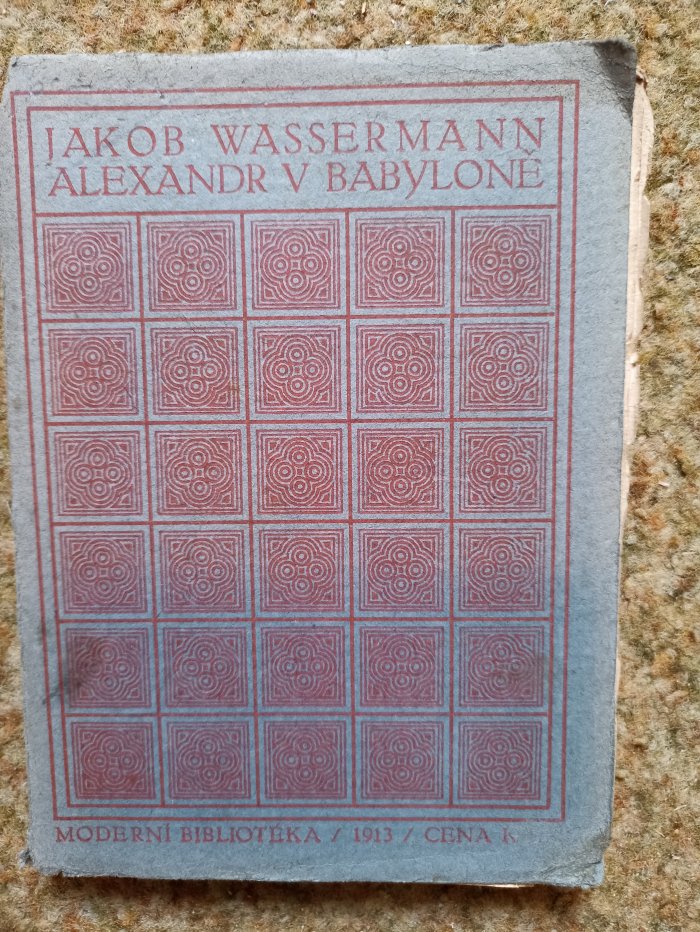 JAKOB WASSERMANN
ALEXANDR V BABYLONĚ
MODERNÍ BIBLIOTÉKA / 1913 / CENA K